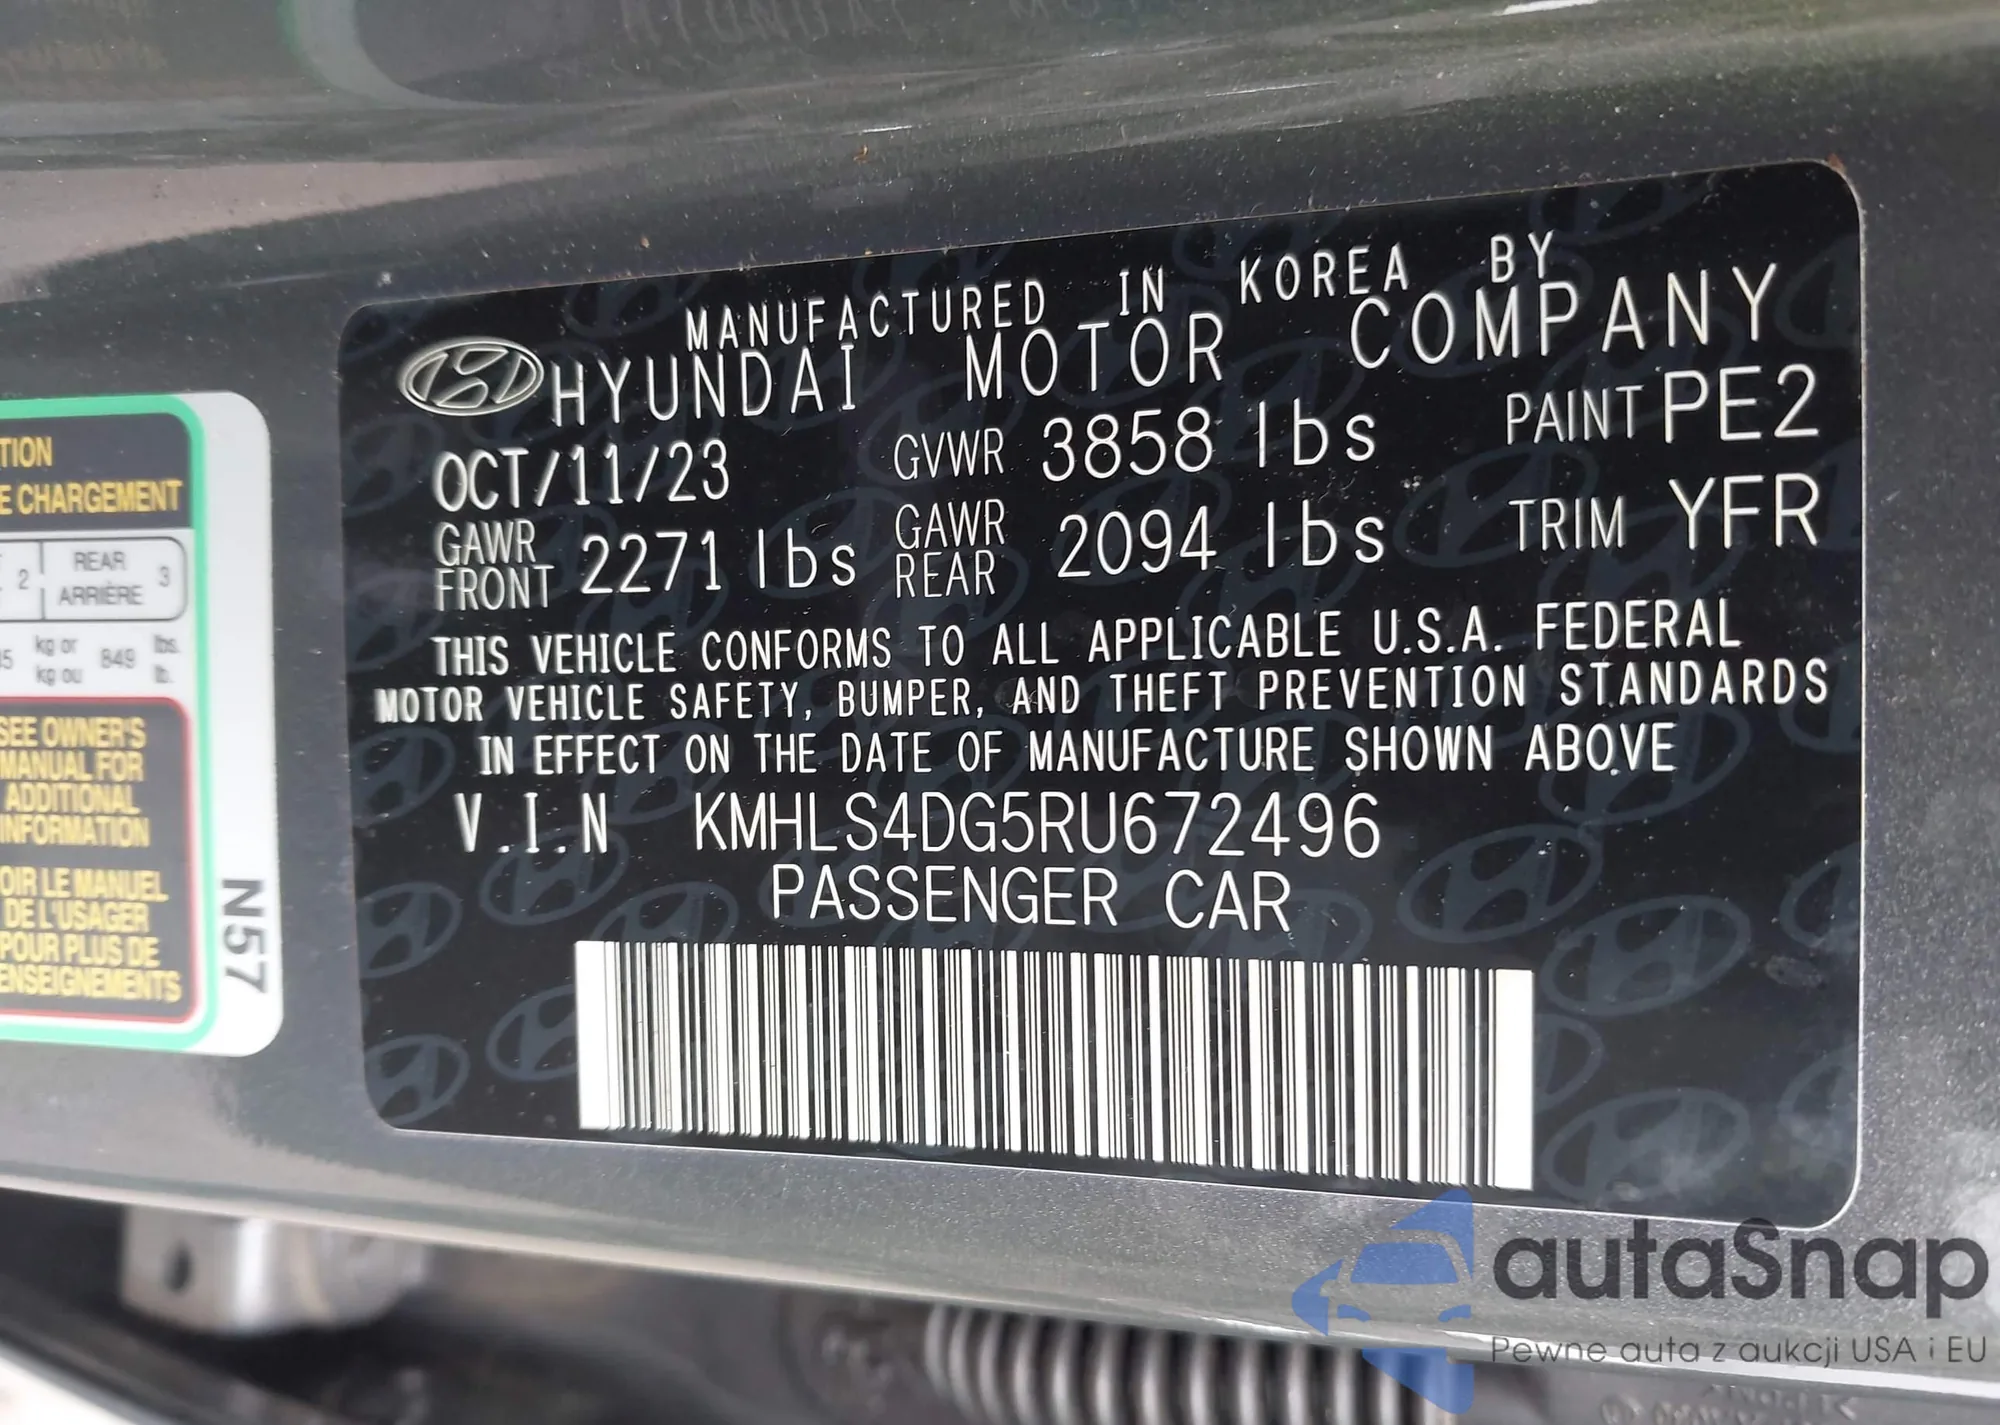 MANUFACTURED IN KOREA BY
HYUNDAI MOTOR COMPANY
OCT/11/23 GVWR 3858 lbs PAINT PE2
GAWR FRONT 2271 lbs GAWR REAR 2094 lbs TRIM YFR
THIS VEHICLE CONFORMS TO ALL APPLICABLE U.S.A. FEDERAL
MOTOR VEHICLE SAFETY, BUMPER, AND THEFT PREVENTION STANDARDS
IN EFFECT ON THE DATE OF MANUFACTURE SHOWN ABOVE
V.I.N KMHLS4DG5RU672496
PASSENGER CAR
E CHARGEMENT
2 REAR 3
ARRIÈRE
kg or 849 lbs.
kg ou lb.
SEE OWNER'S
MANUAL FOR
ADDITIONAL
INFORMATION
OIR LE MANUEL
DE L'USAGER
POUR PLUS DE
ENSEIGNEMENTS
N57
autaSnap
Pewne auta z aukcji USA i EU